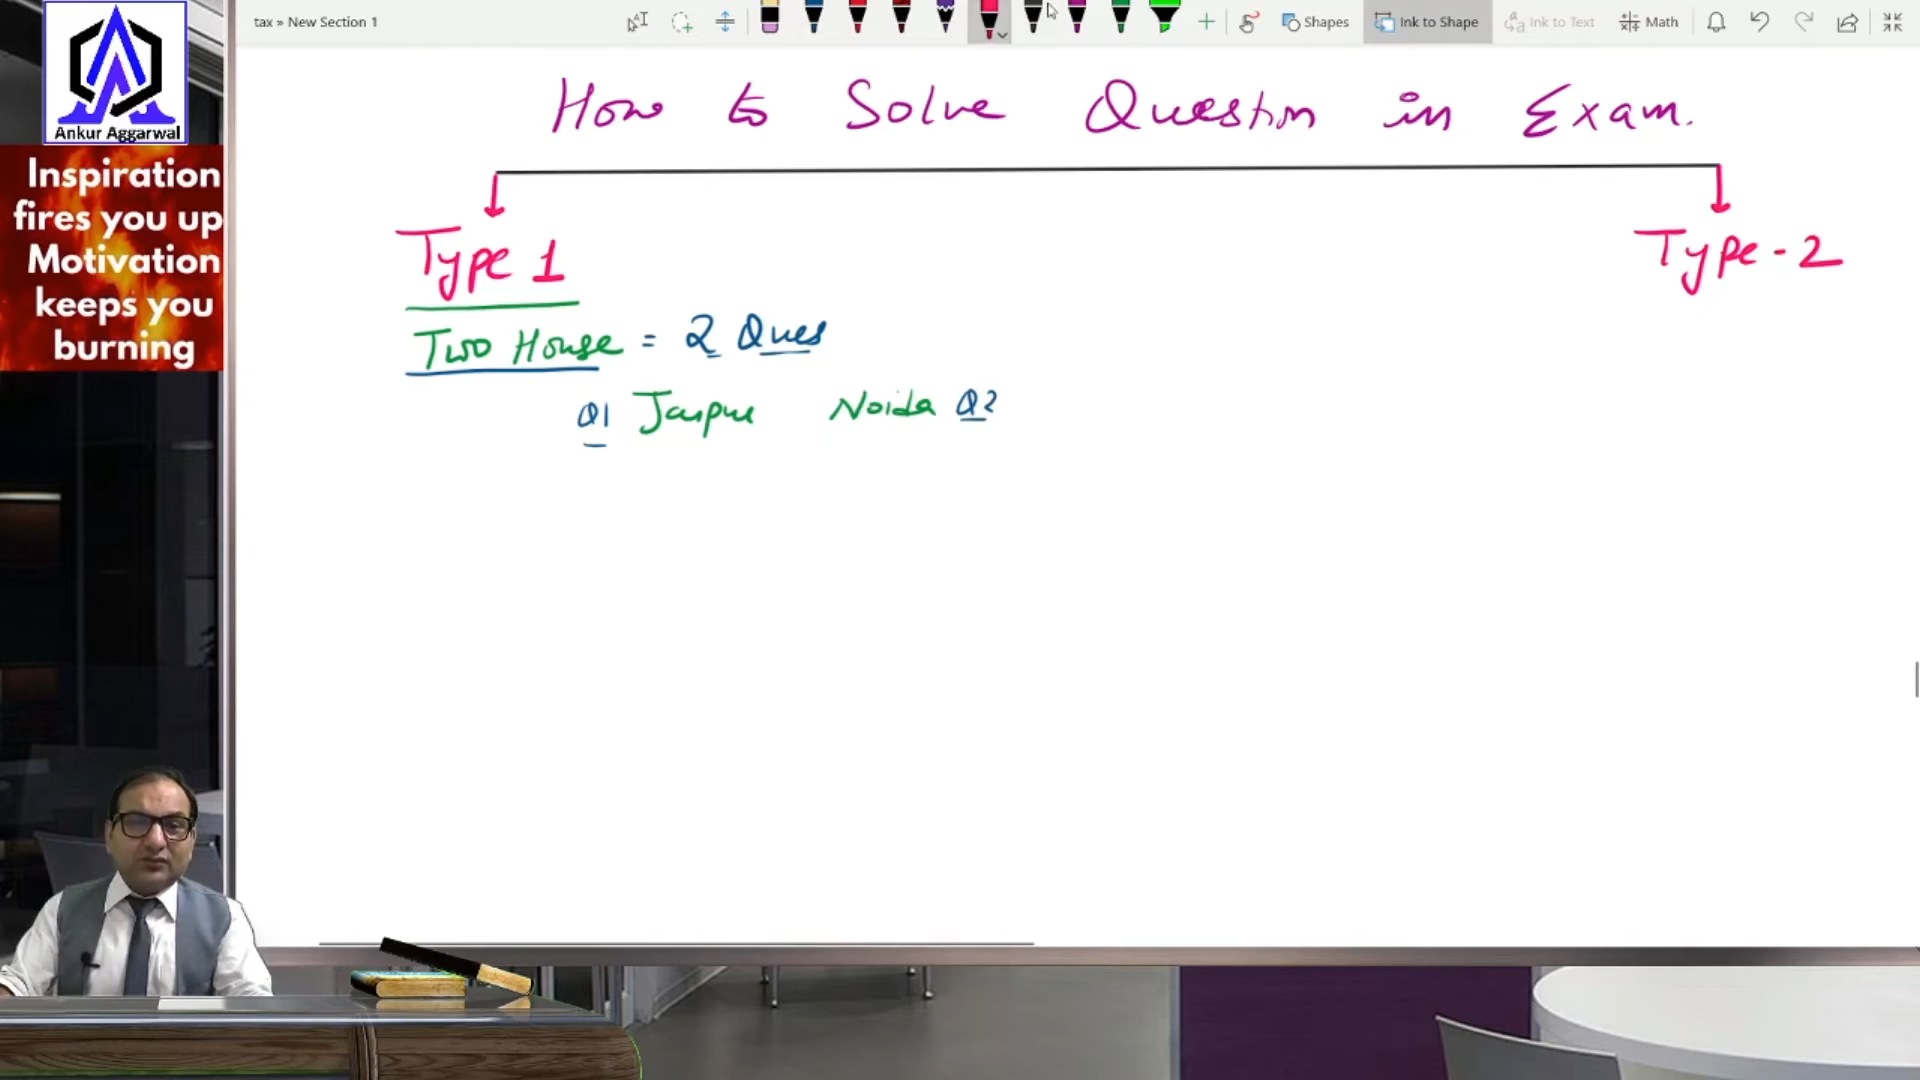 tax » New Section 1
Shapes
Ink to Shape
Ink to Text
Math
Ankur Aggarwal
Inspiration
fires you up
Motivation
keeps you
burning
How to Solve Question in Exam.
Type 1
Type-2
Two House = 2 Ques
Q1 Jaipur Noida Q2